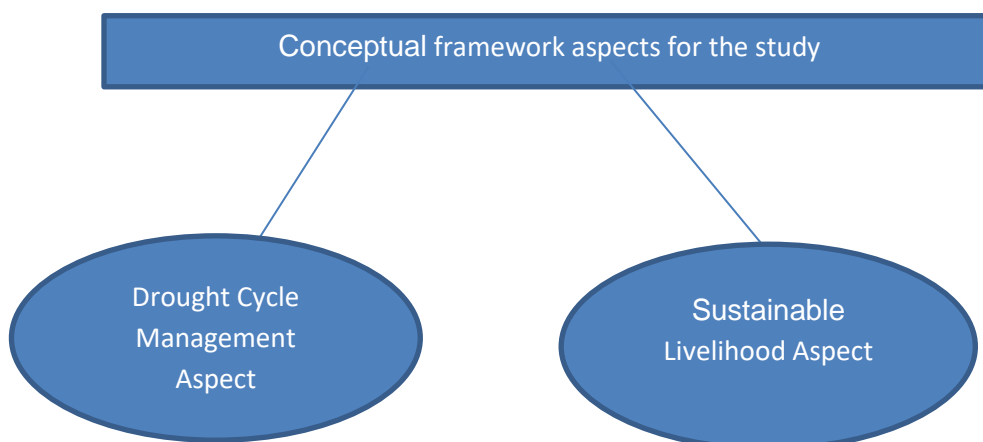 Conceptual framework aspects for the study
Drought Cycle
Management
Aspect
Sustainable
Livelihood Aspect